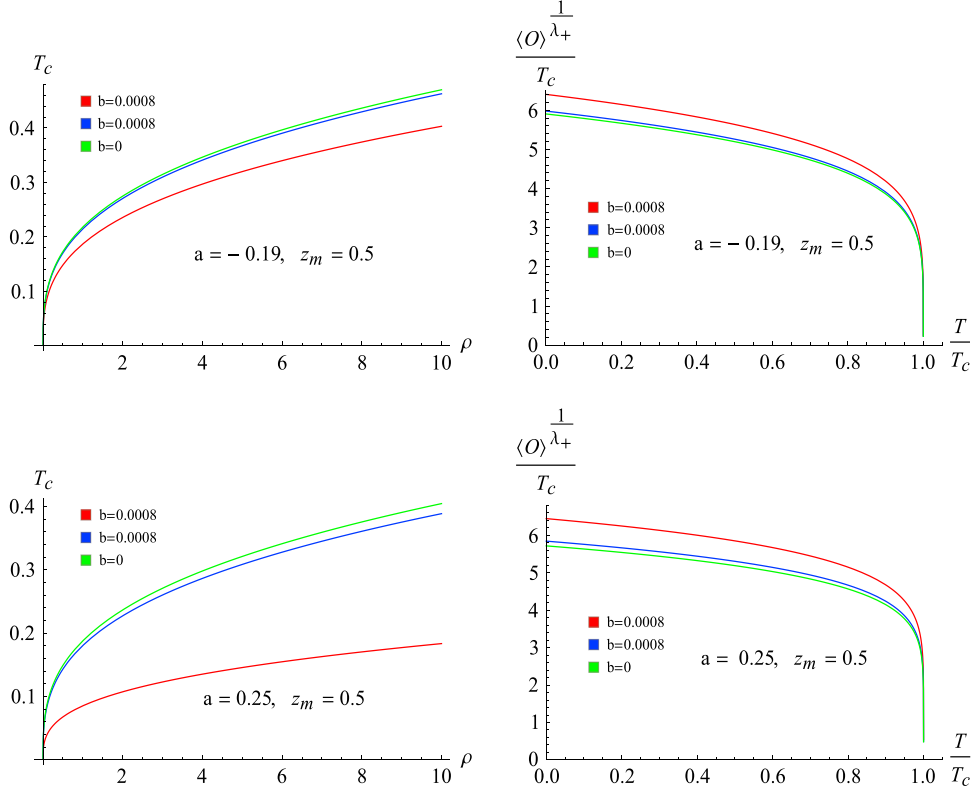 T_c
0.4
0.3
0.2
0.1
b=0.0008
b=0.0008
b=0
a = − 0.19, z_m = 0.5
2 4 6 8 10 ρ
⟨O⟩^{1/λ_+}
T_c
6
5
4
3
2
1
0
b=0.0008
b=0.0008
b=0
a = − 0.19, z_m = 0.5
0.0 0.2 0.4 0.6 0.8 1.0 T/T_c
T_c
0.4
0.3
0.2
0.1
b=0.0008
b=0.0008
b=0
a = 0.25, z_m = 0.5
2 4 6 8 10 ρ
⟨O⟩^{1/λ_+}
T_c
6
5
4
3
2
1
0
b=0.0008
b=0.0008
b=0
a = 0.25, z_m = 0.5
0.0 0.2 0.4 0.6 0.8 1.0 T/T_c